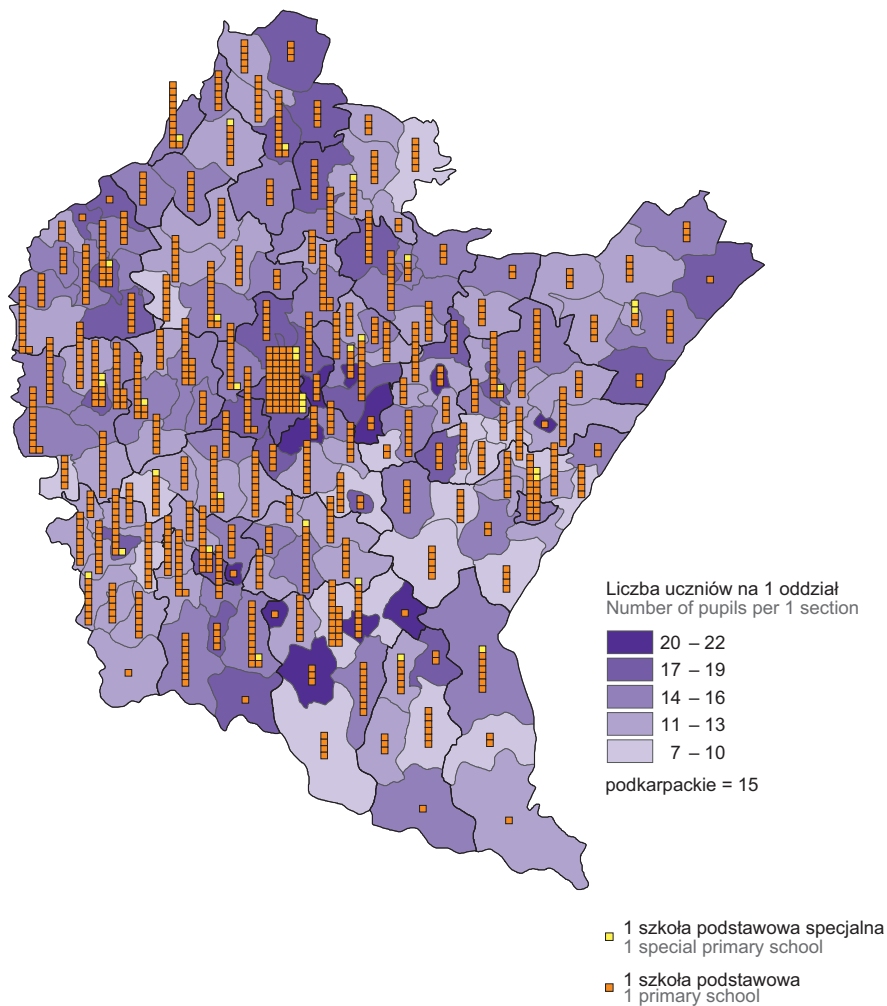 Liczba uczniów na 1 oddział
Number of pupils per 1 section
20 – 22
17 – 19
14 – 16
11 – 13
7 – 10
podkarpackie = 15
1 szkoła podstawowa specjalna
1 special primary school
1 szkoła podstawowa
1 primary school